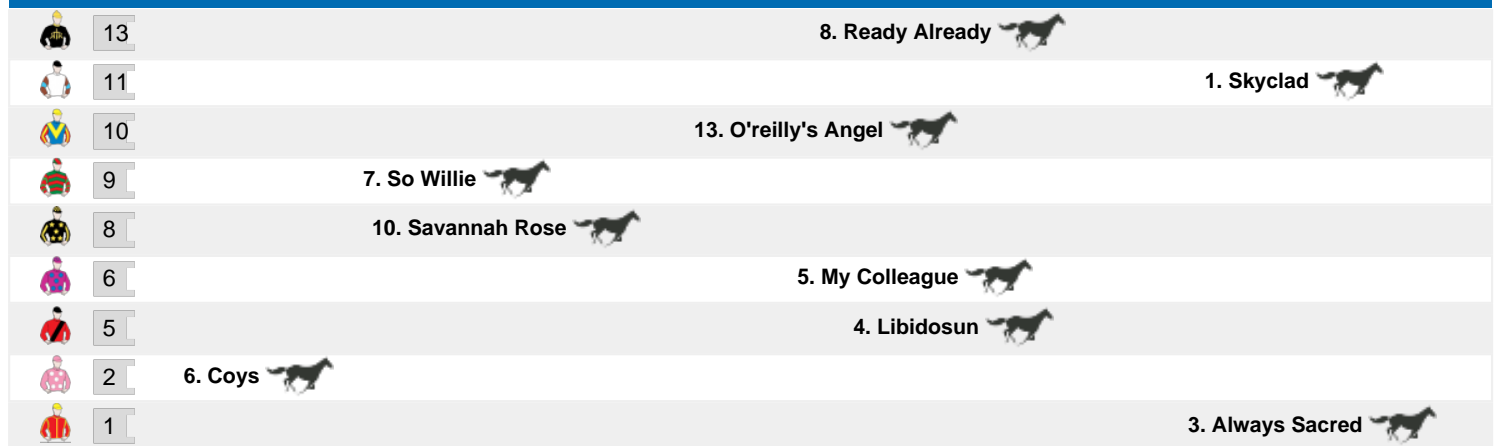 13 8. Ready Already
11 1. Skyclad
10 13. O'reilly's Angel
9 7. So Willie
8 10. Savannah Rose
6 5. My Colleague
5 4. Libidosun
2 6. Coys
1 3. Always Sacred